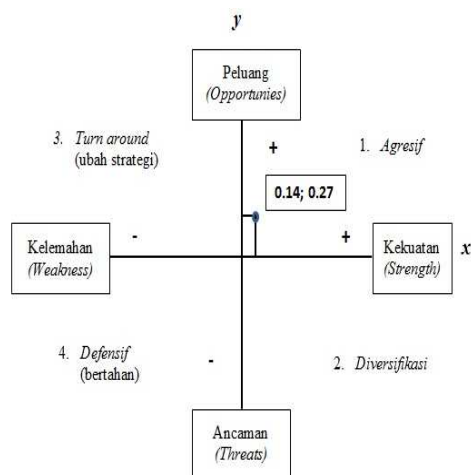 y
Peluang
(Opportunies)
3. Turn around
(ubah strategi)
+
1. Agresif
0.14; 0.27
Kelemahan
(Weakness)
-
+
Kekuatan
(Strength)
x
4. Defensif
(bertahan)
-
2. Diversifikasi
Ancaman
(Threats)